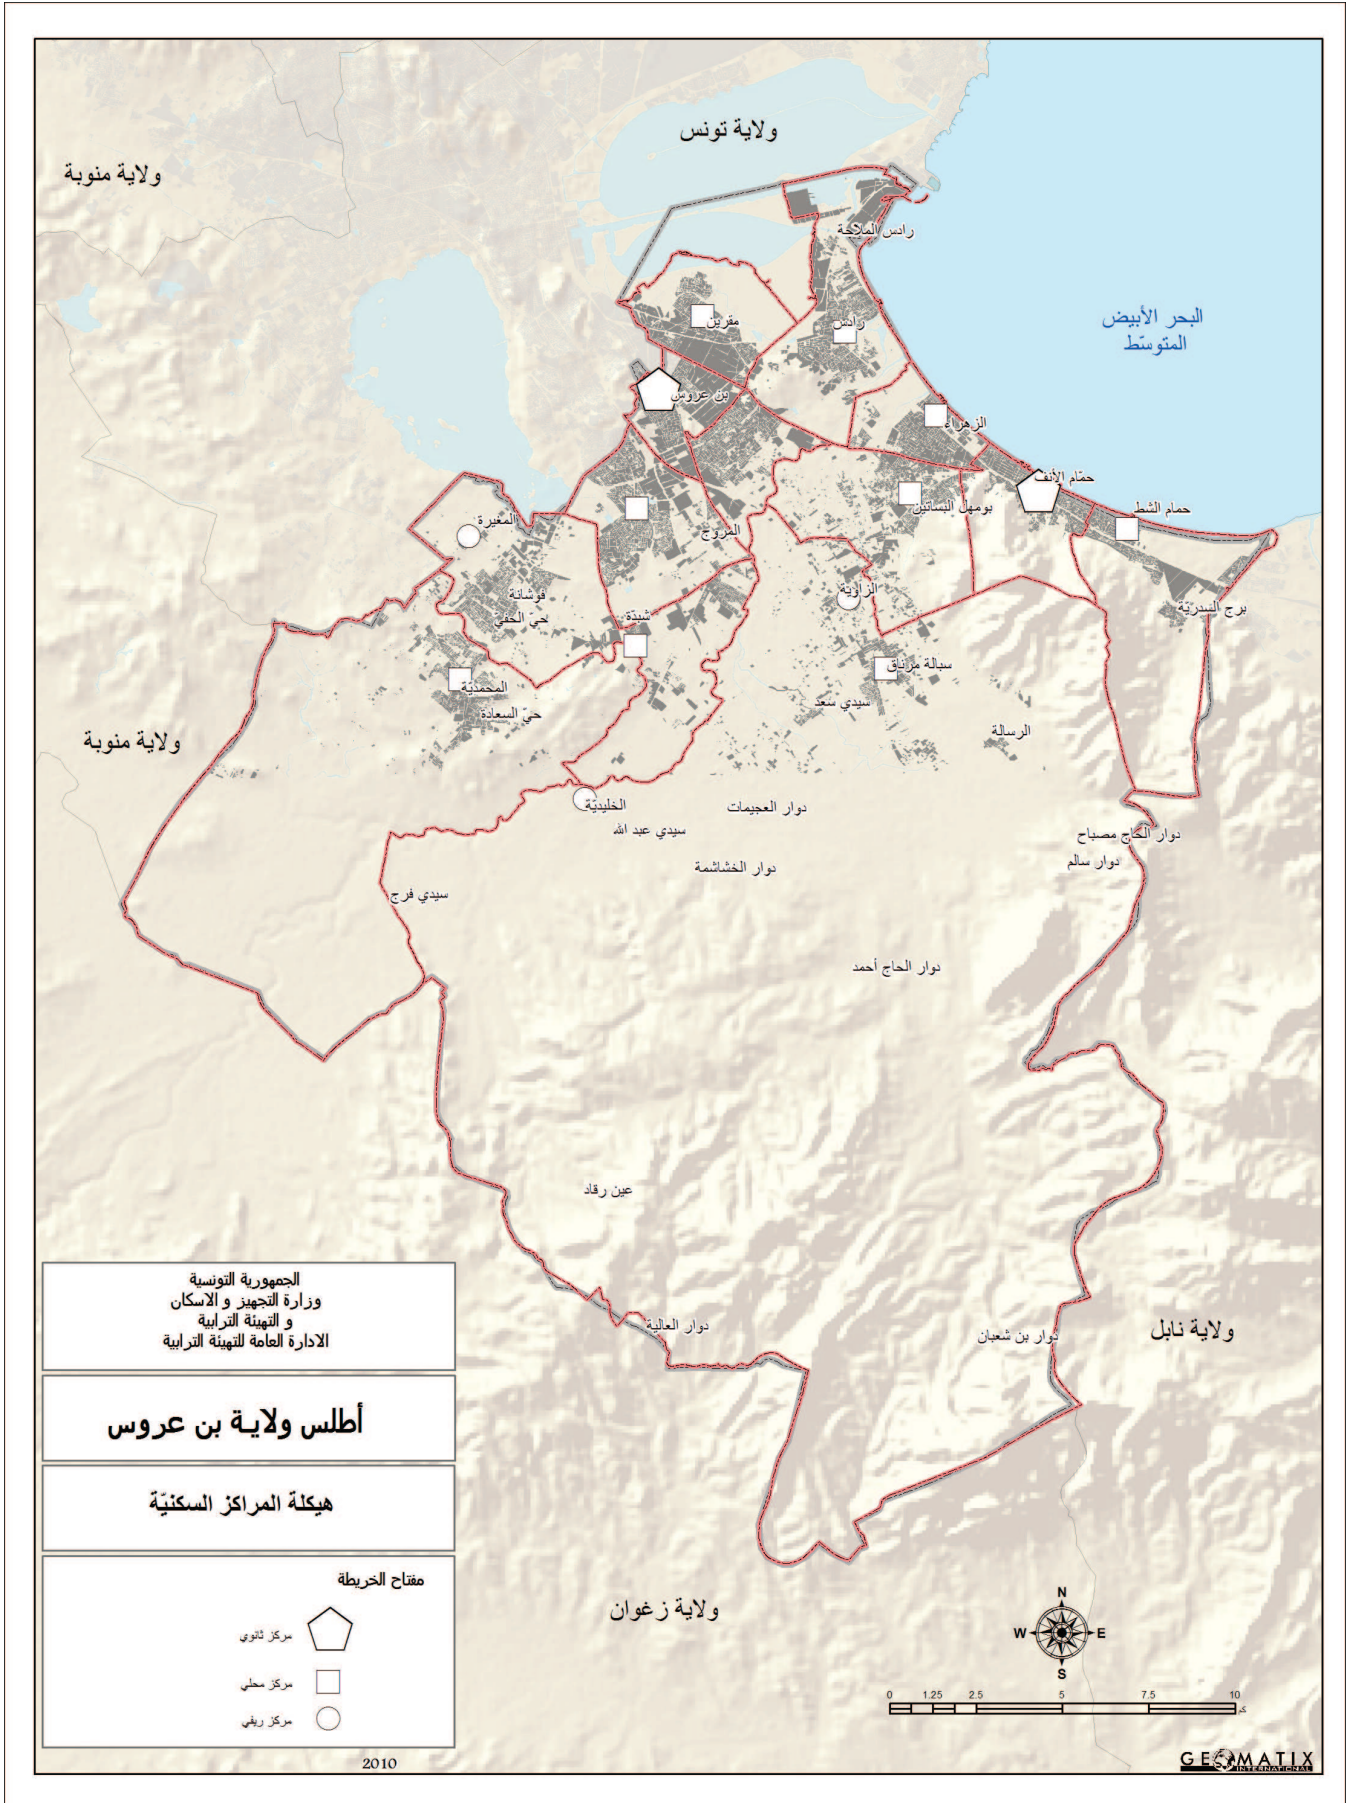 ولاية تونس
ولاية منوبة
رادس الملاحة
البحر الأبيض
المتوسّط
مقرين
رادس
بن عروس
الزهراء
حمّام الأنف
حمام الشط
بومهل البساتين
المغيرة
المروج
فوشانة
حي الحفيّ
الزاوية
برج السدريّة
شبدّة
سبالة مرناق
المحمديّة
حيّ السعادة
سيدي سعد
الرسالة
ولاية منوبة
الخليديّة
دوار العجيمات
سيدي عبد الله
دوار الحاج مصباح
دوار سالم
دوار الخشاشمة
سيدي فرج
دوار الحاج أحمد
عين رقاد
دوار العالية
دوار بن شعبان
ولاية نابل
الجمهورية التونسية
وزارة التجهيز و الاسكان
و التهيئة الترابية
الادارة العامة للتهيئة الترابية
أطلس ولايـة بن عروس
هيكلة المراكز السكنيّة
مفتاح الخريطة
مركز ثانوي
مركز محلي
مركز ريفي
ولاية زغوان
N
W E
S
0 1.25 2.5 5 7.5 10
كم
2010
GEOMATIX
INTERNATIONAL